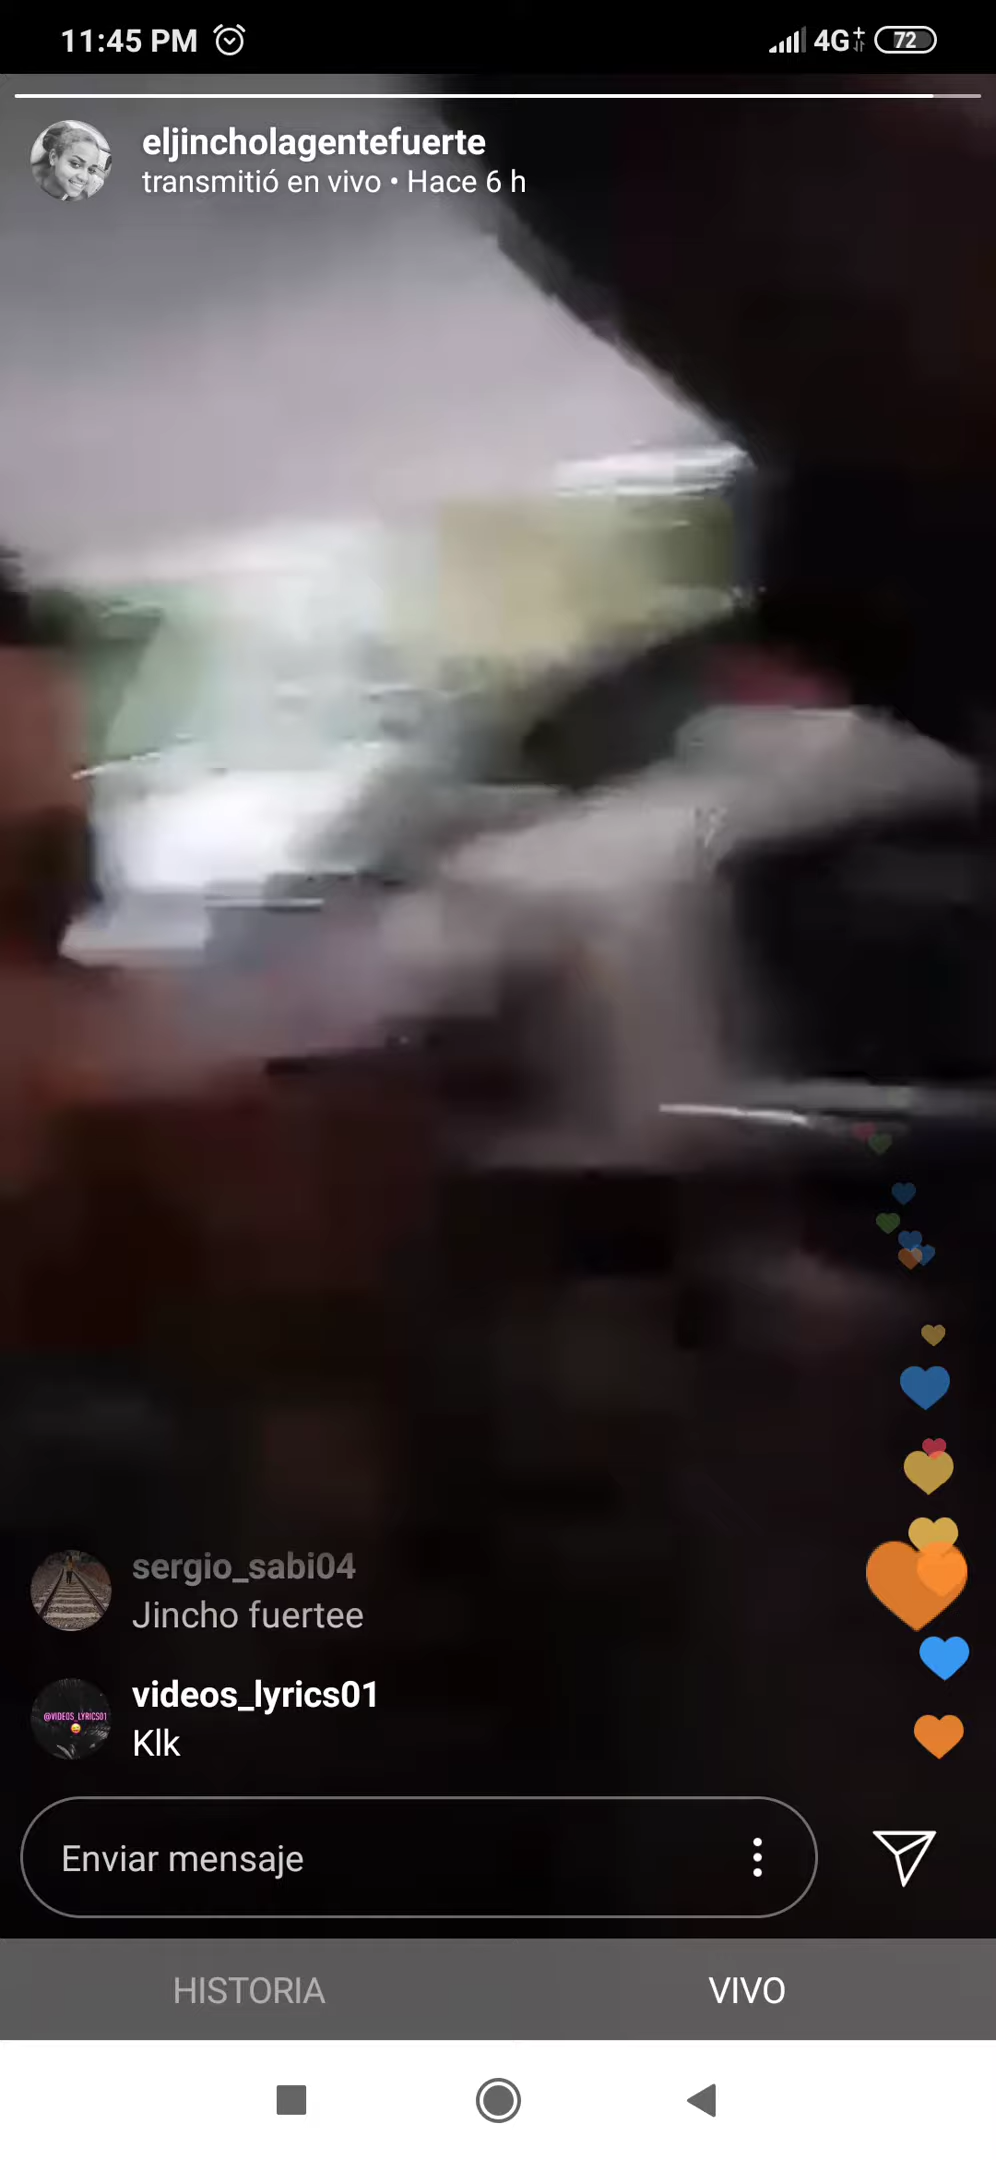 11:45 PM
4G+
72
eljincholagentefuerte
transmitió en vivo • Hace 6 h
sergio_sabi04
Jincho fuertee
@VIDEOS_LYRICS01
videos_lyrics01
Klk
Enviar mensaje
HISTORIA
VIVO